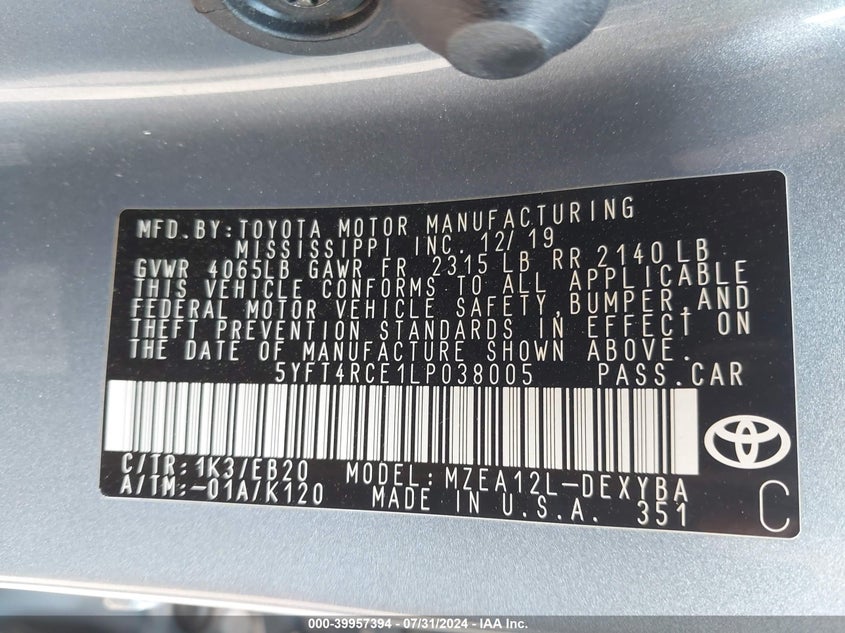 MFD. BY: TOYOTA MOTOR MANUFACTURING
MISSISSIPPI INC. 12/ 19
GVWR 4065LB GAWR FR 2315 LB RR 2140 LB
THIS VEHICLE CONFORMS TO ALL APPLICABLE
FEDERAL MOTOR VEHICLE SAFETY, BUMPER, AND
THEFT PREVENTION STANDARDS IN EFFECT ON
THE DATE OF MANUFACTURE SHOWN ABOVE.
5YFT4RCE1LP038005 PASS. CAR
C/TR: 1K3/EB20 MODEL: MZEA12L-DEXYBA
A/TM: -01A/K120 MADE IN U.S.A. 351 C
000-39957394 - 07/31/2024 - IAA Inc.